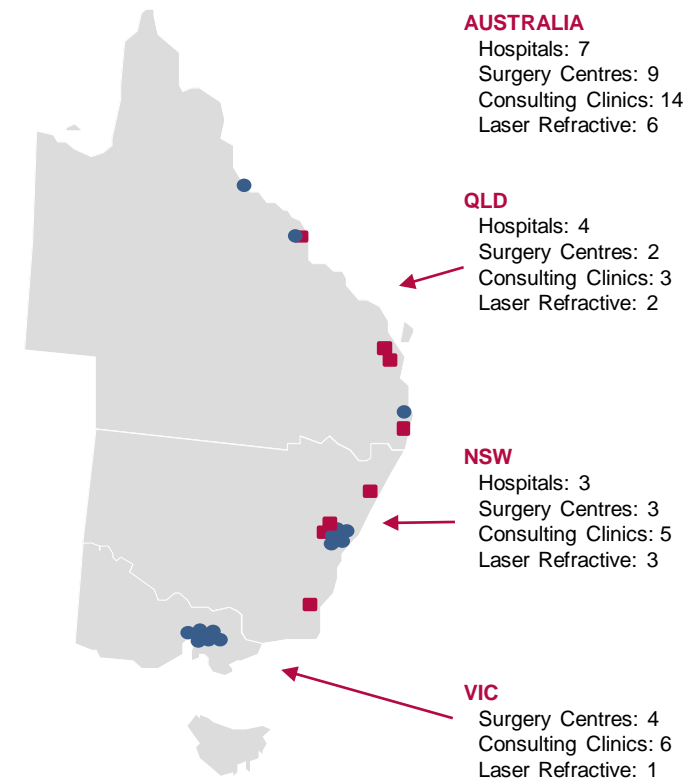 AUSTRALIA
Hospitals: 7
Surgery Centres: 9
Consulting Clinics: 14
Laser Refractive: 6
QLD
Hospitals: 4
Surgery Centres: 2
Consulting Clinics: 3
Laser Refractive: 2
NSW
Hospitals: 3
Surgery Centres: 3
Consulting Clinics: 5
Laser Refractive: 3
VIC
Surgery Centres: 4
Consulting Clinics: 6
Laser Refractive: 1